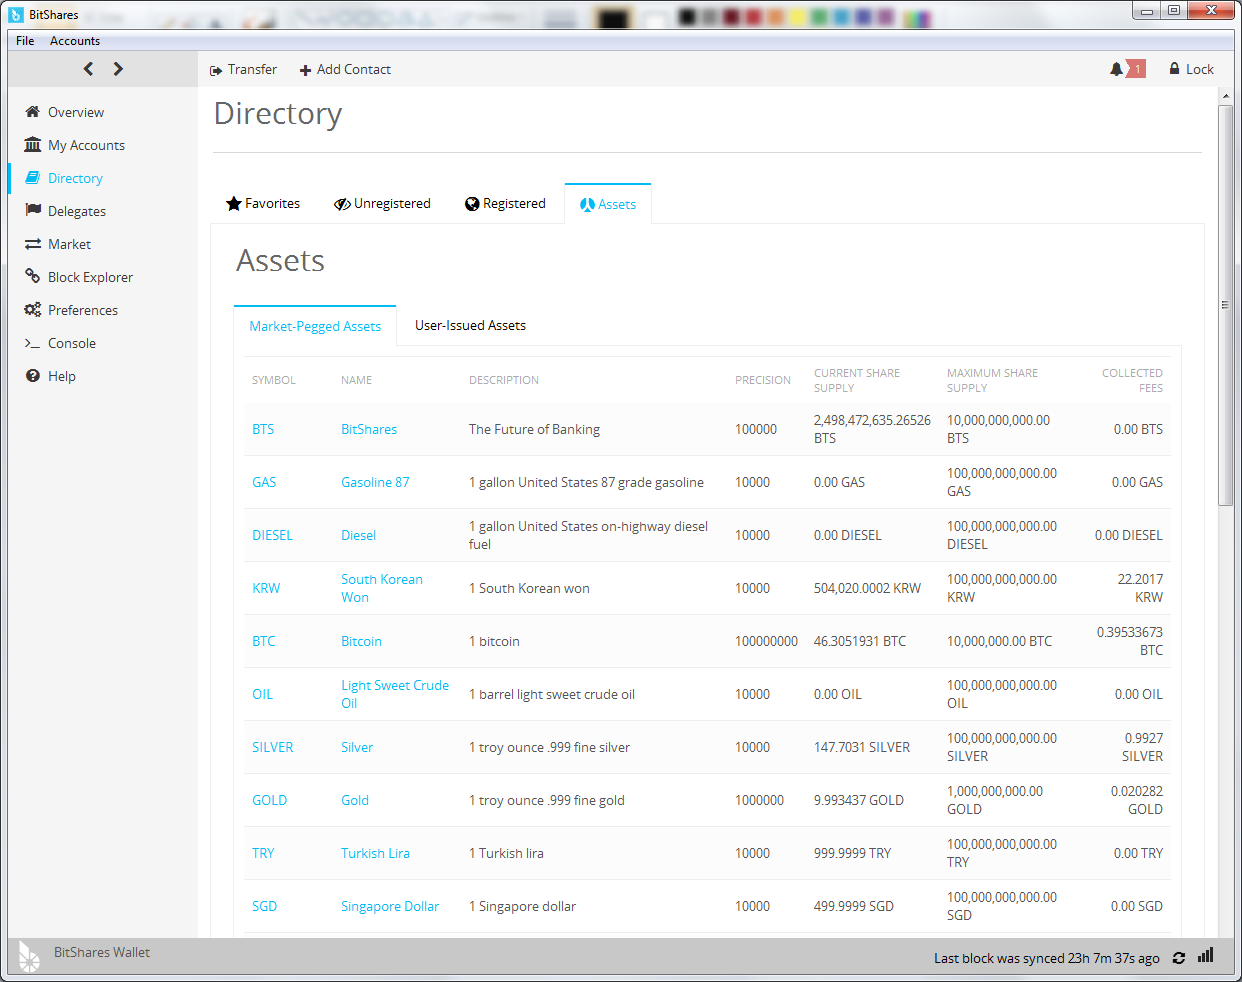 BitShares
File Accounts
Transfer Add Contact 1 Lock
Overview
My Accounts
Directory
Delegates
Market
Block Explorer
Preferences
Console
Help
Directory
Favorites Unregistered Registered Assets
Assets
Market-Pegged Assets User-Issued Assets
SYMBOL NAME DESCRIPTION PRECISION CURRENT SHARE SUPPLY MAXIMUM SHARE SUPPLY COLLECTED FEES
BTS BitShares The Future of Banking 100000 2,498,472,635.26526 BTS 10,000,000,000.00 BTS 0.00 BTS
GAS Gasoline 87 1 gallon United States 87 grade gasoline 10000 0.00 GAS 100,000,000,000.00 GAS 0.00 GAS
DIESEL Diesel 1 gallon United States on-highway diesel fuel 10000 0.00 DIESEL 100,000,000,000.00 DIESEL 0.00 DIESEL
KRW South Korean Won 1 South Korean won 10000 504,020.0002 KRW 100,000,000,000.00 KRW 22.2017 KRW
BTC Bitcoin 1 bitcoin 100000000 46.3051931 BTC 10,000,000.00 BTC 0.39533673 BTC
OIL Light Sweet Crude Oil 1 barrel light sweet crude oil 10000 0.00 OIL 100,000,000,000.00 OIL 0.00 OIL
SILVER Silver 1 troy ounce .999 fine silver 10000 147.7031 SILVER 100,000,000,000.00 SILVER 0.9927 SILVER
GOLD Gold 1 troy ounce .999 fine gold 1000000 9.993437 GOLD 1,000,000,000.00 GOLD 0.020282 GOLD
TRY Turkish Lira 1 Turkish lira 10000 999.9999 TRY 100,000,000,000.00 TRY 0.00 TRY
SGD Singapore Dollar 1 Singapore dollar 10000 499.9999 SGD 100,000,000,000.00 SGD 0.00 SGD
BitShares Wallet
Last block was synced 23h 7m 37s ago